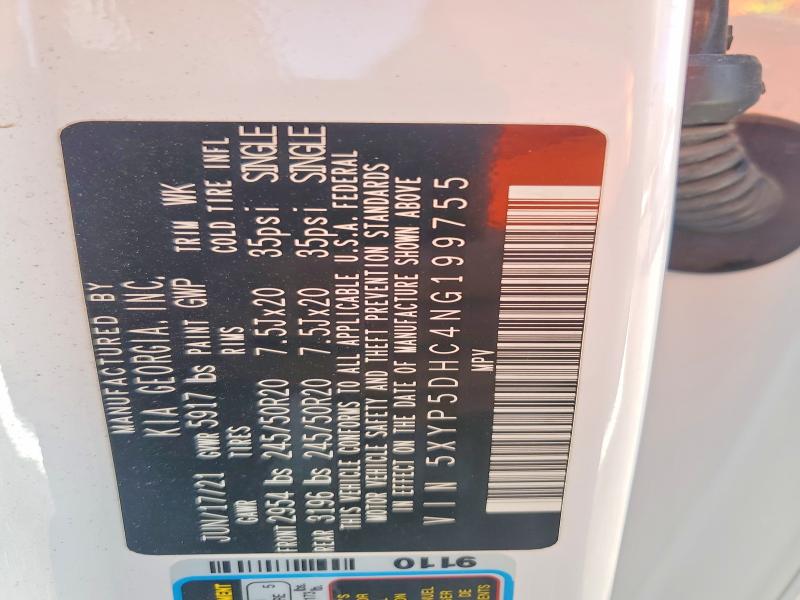 MANUFACTURED BY
KIA GEORGIA, INC.
JUN/17/21 GVWR 5917 lbs PAINT GWP TRIM WK
GAWR TIRES RIMS COLD TIRE INFL
FRONT 2954 lbs 245/50R20 7.5Jx20 35psi SINGLE
REAR 3196 lbs 245/50R20 7.5Jx20 35psi SINGLE
THIS VEHICLE CONFORMS TO ALL APPLICABLE U.S.A. FEDERAL
MOTOR VEHICLE SAFETY AND THEFT PREVENTION STANDARDS
IN EFFECT ON THE DATE OF MANUFACTURE SHOWN ABOVE
VIN 5XYP5DHC4NG199755
MPV
9110